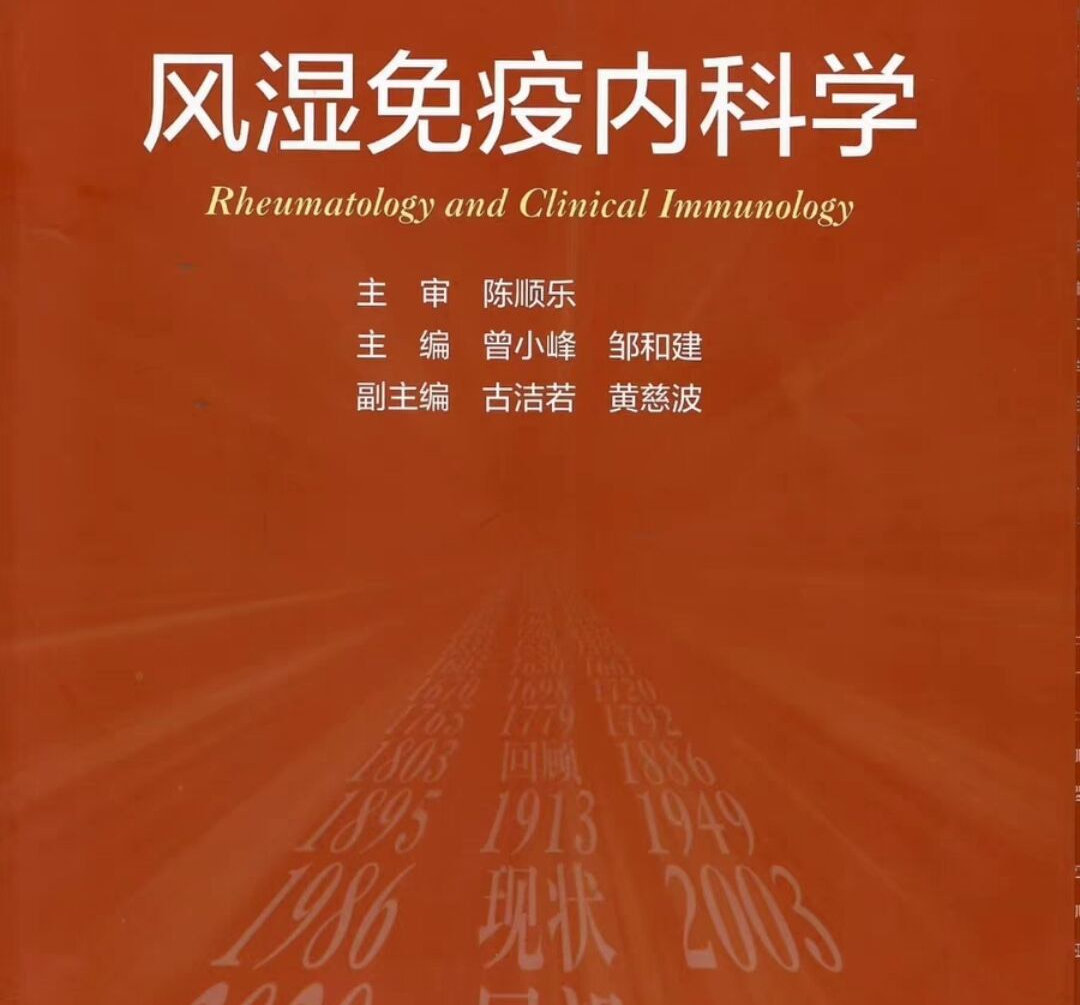 风湿免疫内科学
Rheumatology and Clinical Immunology
主 审 陈顺乐
主 编 曾小峰 邹和建
副主编 古洁若 黄慈波
1670 1698 1720
1763 1779 1792
1803 回顾 1886
1895 1913 1949
1986 现状 2003